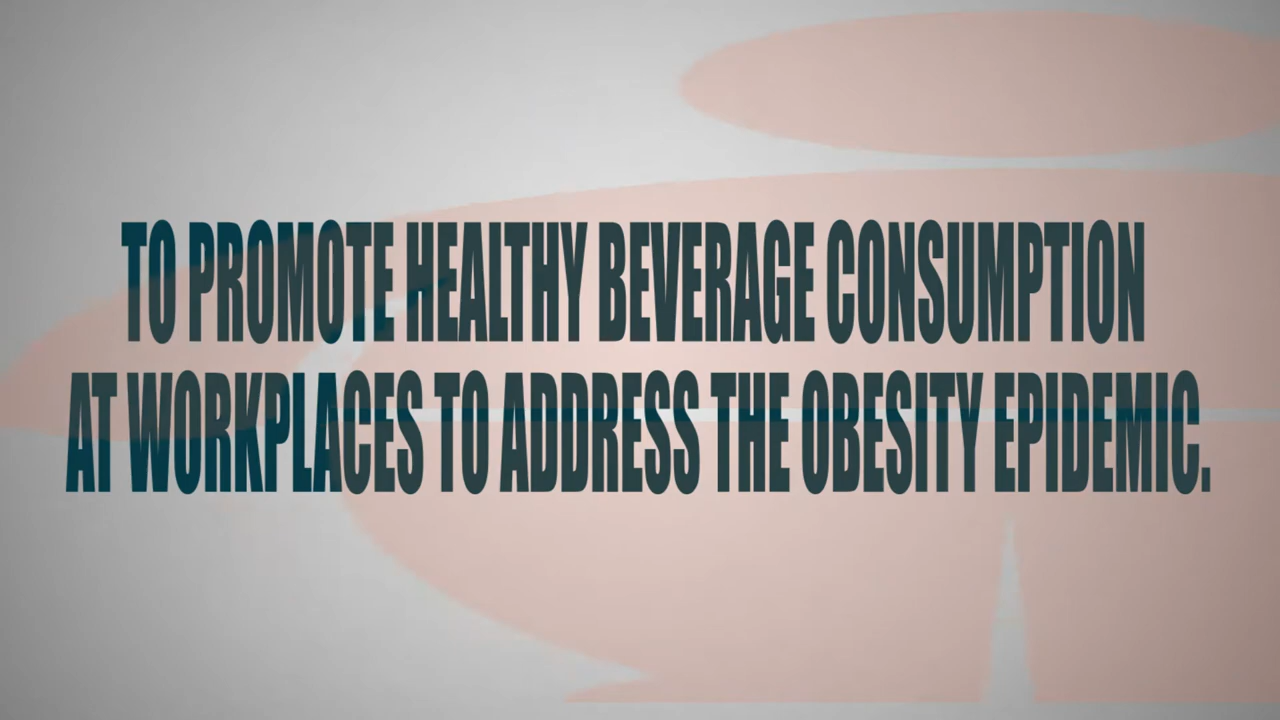 TO PROMOTE HEALTHY BEVERAGE CONSUMPTION
AT WORKPLACES TO ADDRESS THE OBESITY EPIDEMIC.